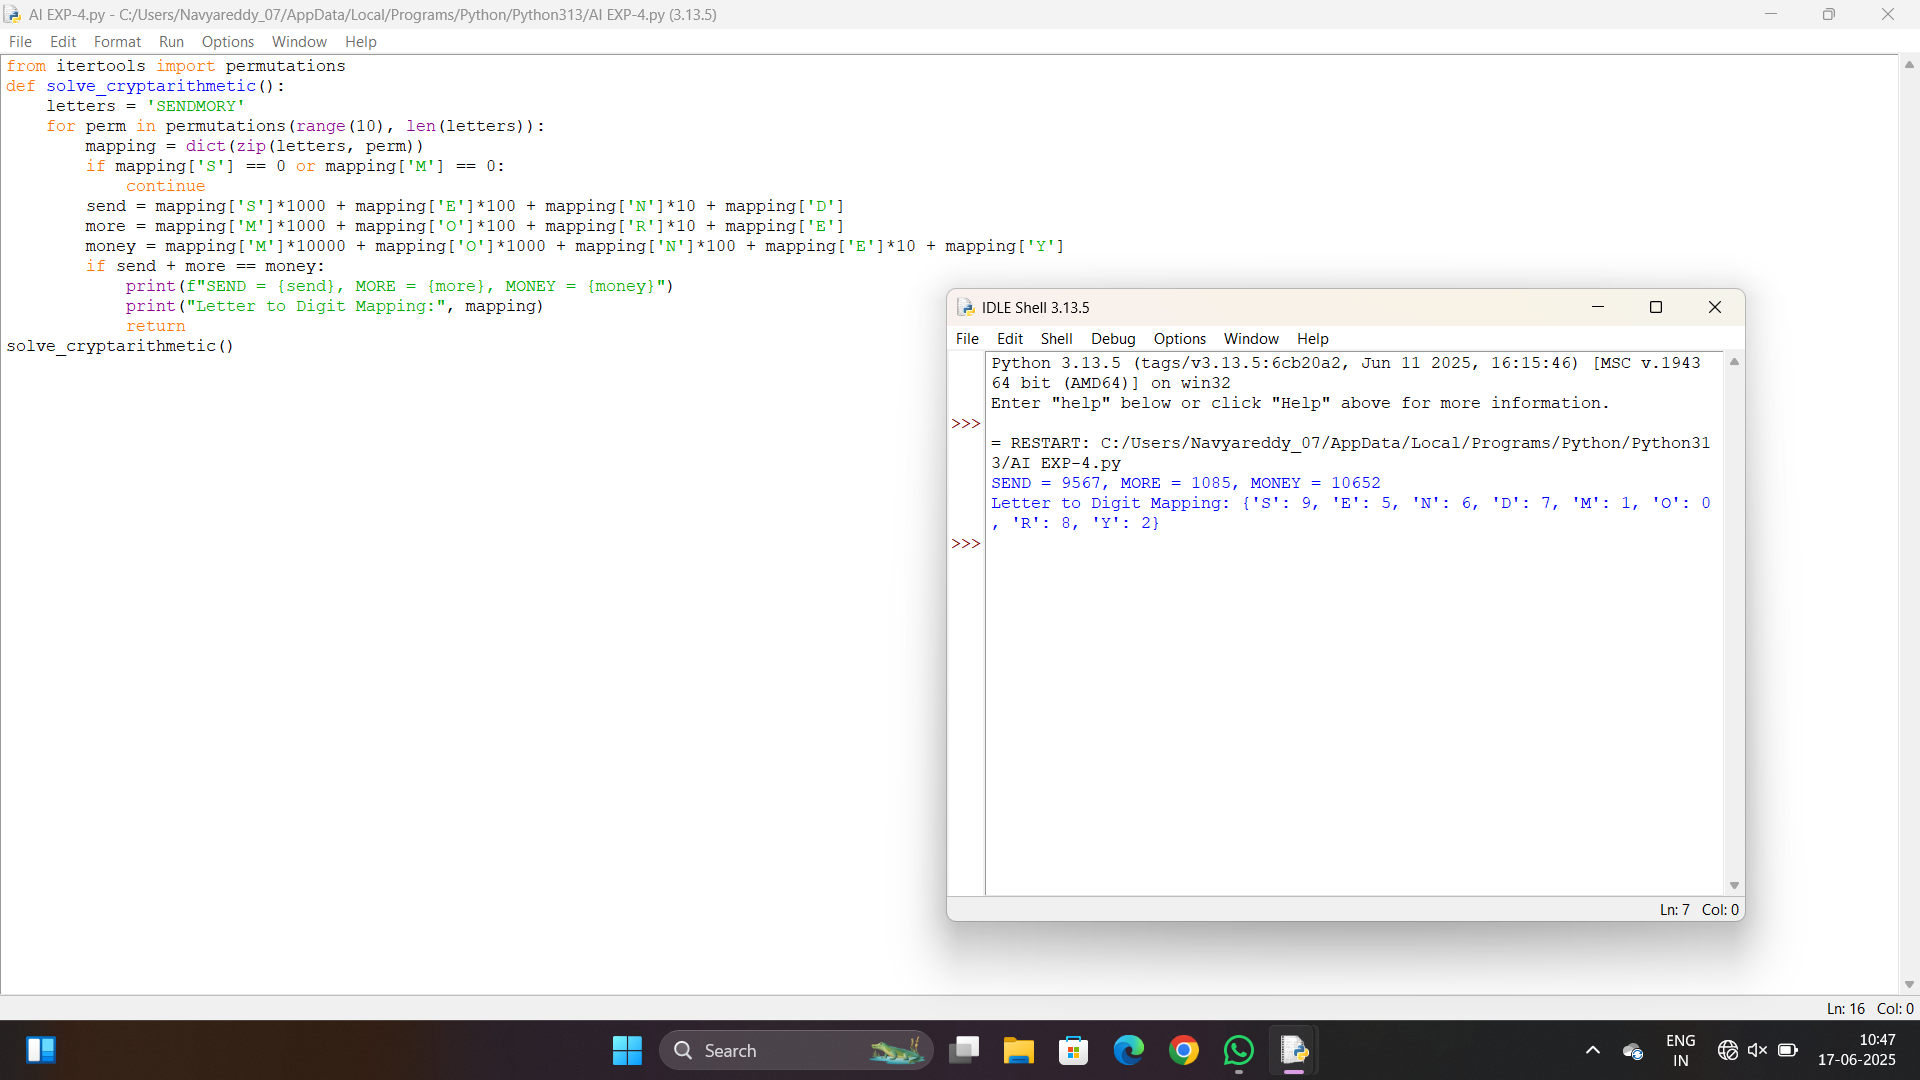 AI EXP-4.py - C:/Users/Navyareddy_07/AppData/Local/Programs/Python/Python313/AI EXP-4.py (3.13.5)
File Edit Format Run Options Window Help
from itertools import permutations
def solve_cryptarithmetic():
    letters = 'SENDMORY'
    for perm in permutations(range(10), len(letters)):
        mapping = dict(zip(letters, perm))
        if mapping['S'] == 0 or mapping['M'] == 0:
            continue
        send = mapping['S']*1000 + mapping['E']*100 + mapping['N']*10 + mapping['D']
        more = mapping['M']*1000 + mapping['O']*100 + mapping['R']*10 + mapping['E']
        money = mapping['M']*10000 + mapping['O']*1000 + mapping['N']*100 + mapping['E']*10 + mapping['Y']
        if send + more == money:
            print(f"SEND = {send}, MORE = {more}, MONEY = {money}")
            print("Letter to Digit Mapping:", mapping)
            return
solve_cryptarithmetic()
IDLE Shell 3.13.5
File Edit Shell Debug Options Window Help
Python 3.13.5 (tags/v3.13.5:6cb20a2, Jun 11 2025, 16:15:46) [MSC v.1943
64 bit (AMD64)] on win32
Enter "help" below or click "Help" above for more information.
>>>
= RESTART: C:/Users/Navyareddy_07/AppData/Local/Programs/Python/Python31
3/AI EXP-4.py
SEND = 9567, MORE = 1085, MONEY = 10652
Letter to Digit Mapping: {'S': 9, 'E': 5, 'N': 6, 'D': 7, 'M': 1, 'O': 0
, 'R': 8, 'Y': 2}
>>>
Ln: 7 Col: 0
Ln: 16 Col: 0
Search
ENG
IN
10:47
17-06-2025